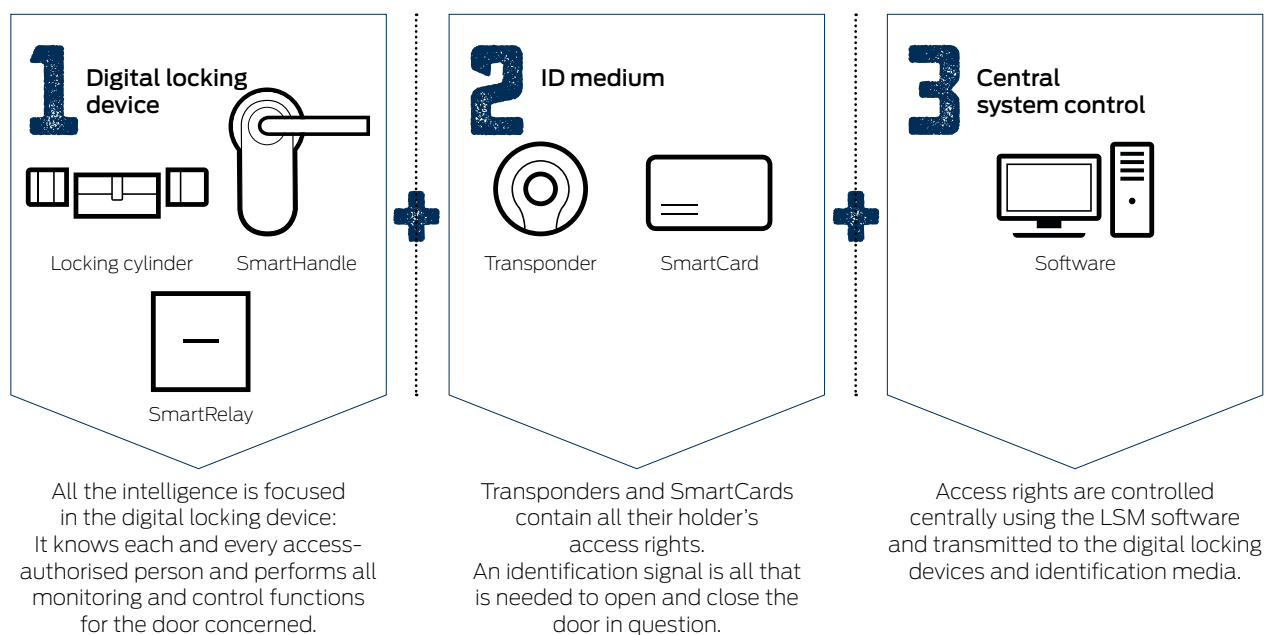 1
Digital locking
device
Locking cylinder
SmartHandle
SmartRelay
All the intelligence is focused
in the digital locking device:
It knows each and every access-
authorised person and performs all
monitoring and control functions
for the door concerned.
+
2
ID medium
Transponder
SmartCard
Transponders and SmartCards
contain all their holder's
access rights.
An identification signal is all that
is needed to open and close the
door in question.
+
3
Central
system control
Software
Access rights are controlled
centrally using the LSM software
and transmitted to the digital locking
devices and identification media.